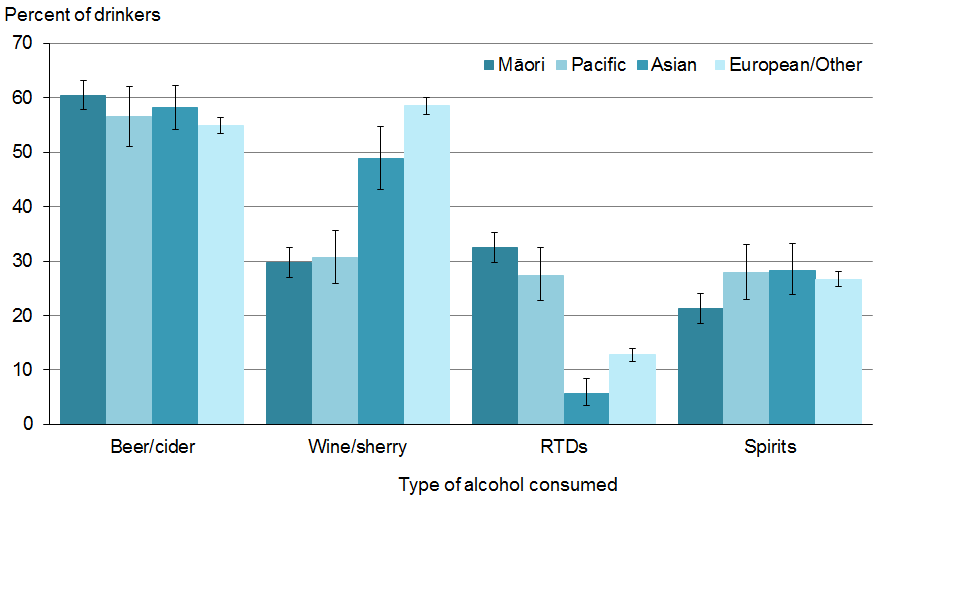 Percent of drinkers
70
Māori Pacific Asian European/Other
60
50
40
30
20
10
0
Beer/cider Wine/sherry RTDs Spirits
Type of alcohol consumed